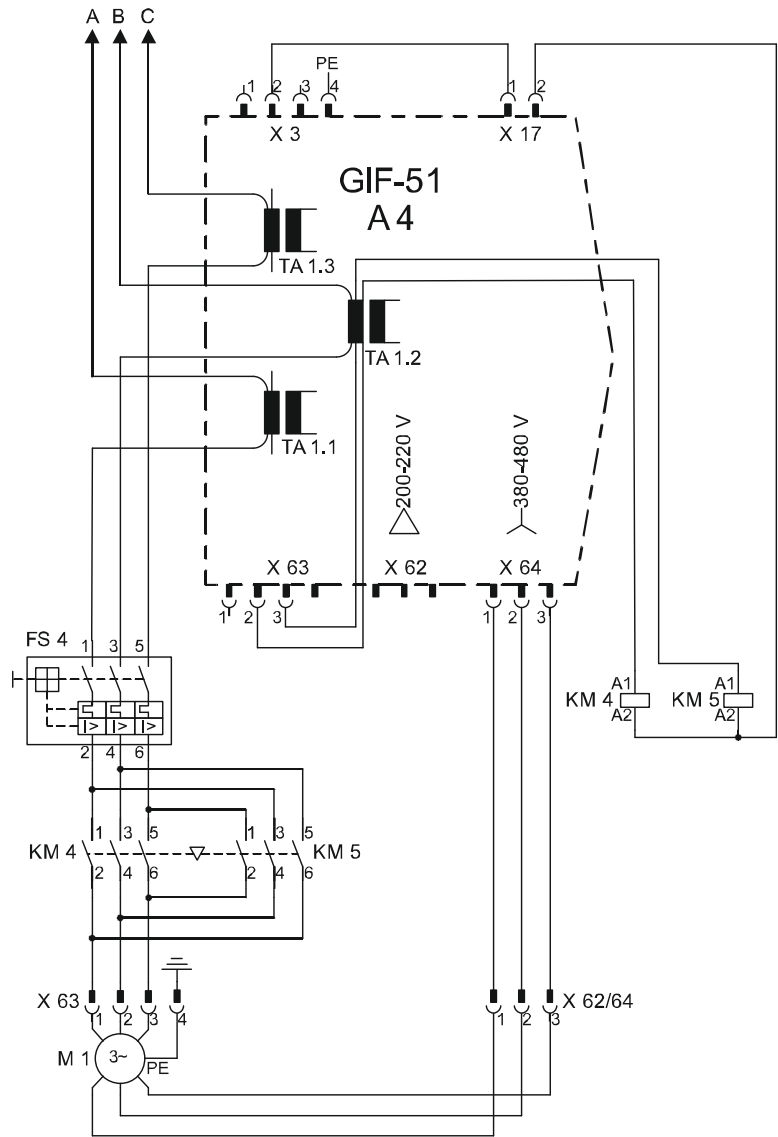 A B C
PE
1 2 3 4 1 2
X 3 X 17
GIF-51
A 4
TA 1.3
TA 1.2
TA 1.1
200-220 V
380-480 V
X 63 X 62 X 64
1 2 3 1 2 3
FS 4
1 3 5
I> I> I>
2 4 6
A1 A1
KM 4 KM 5
A2 A2
1 3 5 1 3 5
KM 4 KM 5
2 4 6 2 4 6
X 63 X 62/64
1 2 3 4 1 2 3
M 1 3~ PE